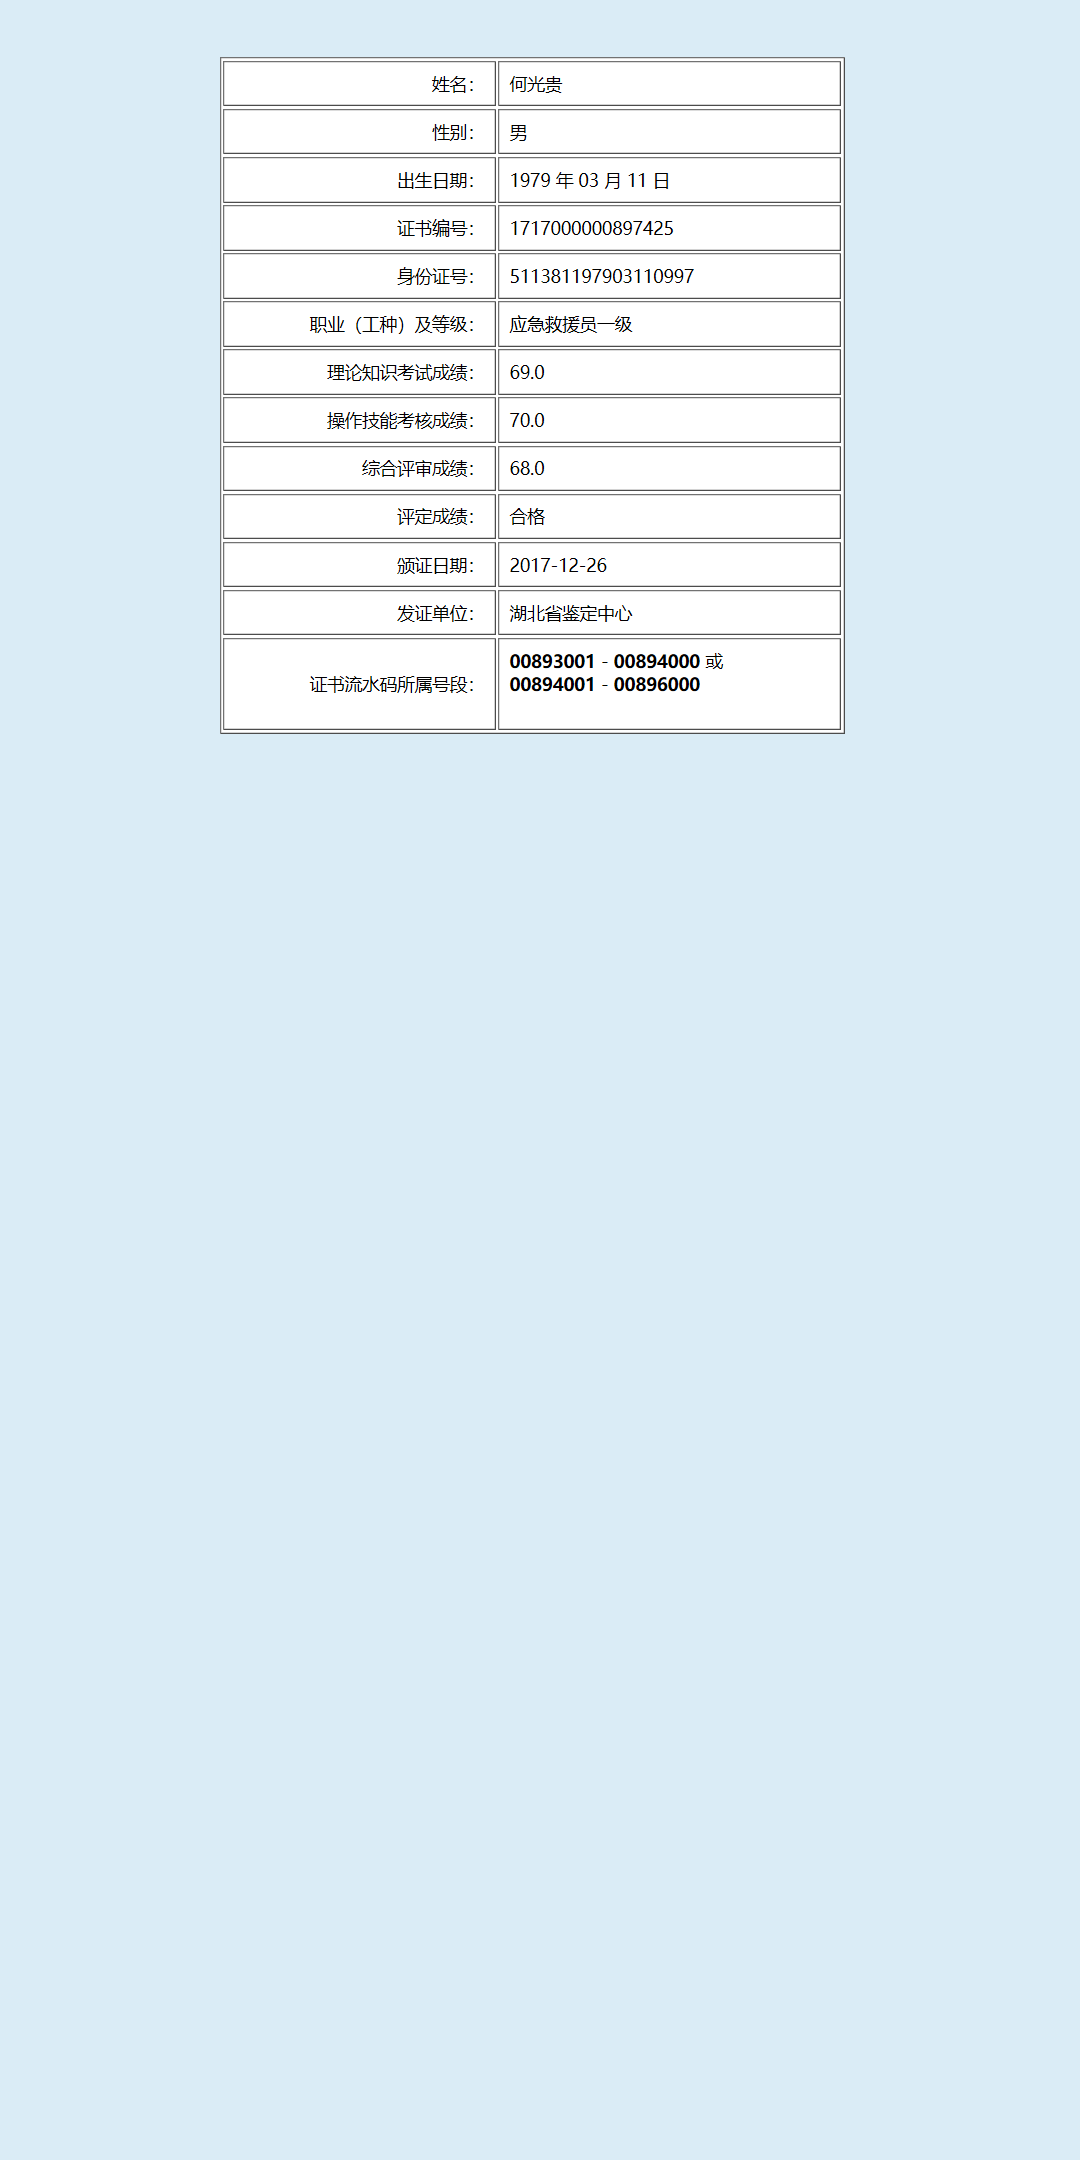 姓名： 何光贵
性别： 男
出生日期： 1979 年 03 月 11 日
证书编号： 1717000000897425
身份证号： 511381197903110997
职业（工种）及等级： 应急救援员一级
理论知识考试成绩： 69.0
操作技能考核成绩： 70.0
综合评审成绩： 68.0
评定成绩： 合格
颁证日期： 2017-12-26
发证单位： 湖北省鉴定中心
证书流水码所属号段： 00893001 - 00894000 或
00894001 - 00896000